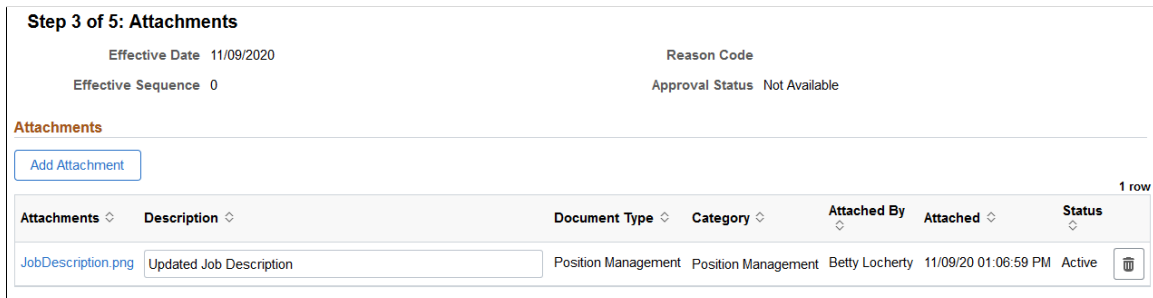 Step 3 of 5: Attachments
Effective Date 11/09/2020 Reason Code
Effective Sequence 0 Approval Status Not Available
Attachments
Add Attachment
1 row
Attachments Description Document Type Category Attached By Attached Status
JobDescription.png Updated Job Description Position Management Position Management Betty Locherty 11/09/20 01:06:59 PM Active